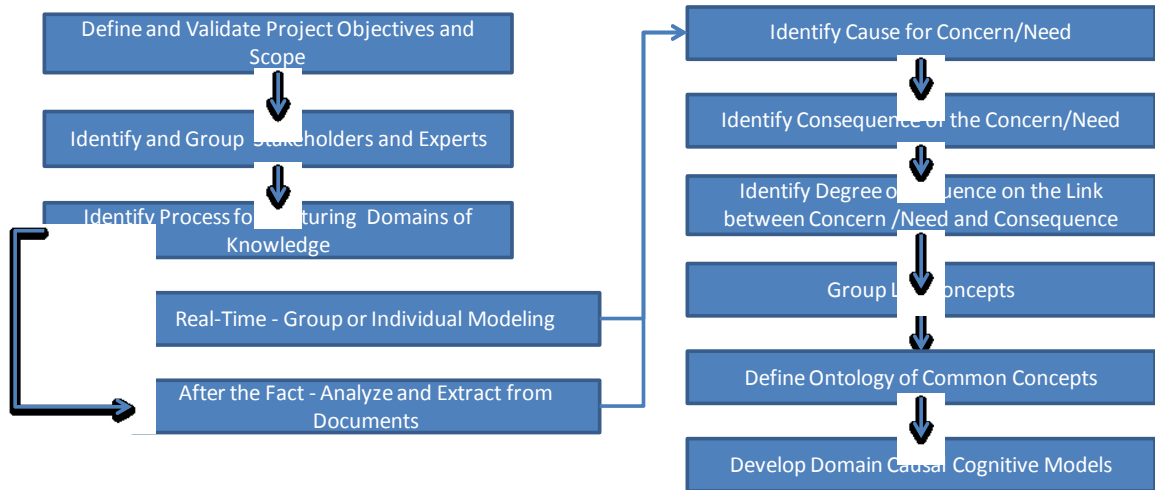 Define and Validate Project Objectives and
Scope
Identify and Group Stakeholders and Experts
Identify Process for turing Domains of
Knowledge
Real-Time - Group or Individual Modeling
After the Fact - Analyze and Extract from
Documents
Identify Cause for Concern/Need
Identify Consequence of the Concern/Need
Identify Degree o uence on the Link
between Concern /Need and Consequence
Group L oncepts
Define Ontology of Common Concepts
Develop Domain Causal Cognitive Models